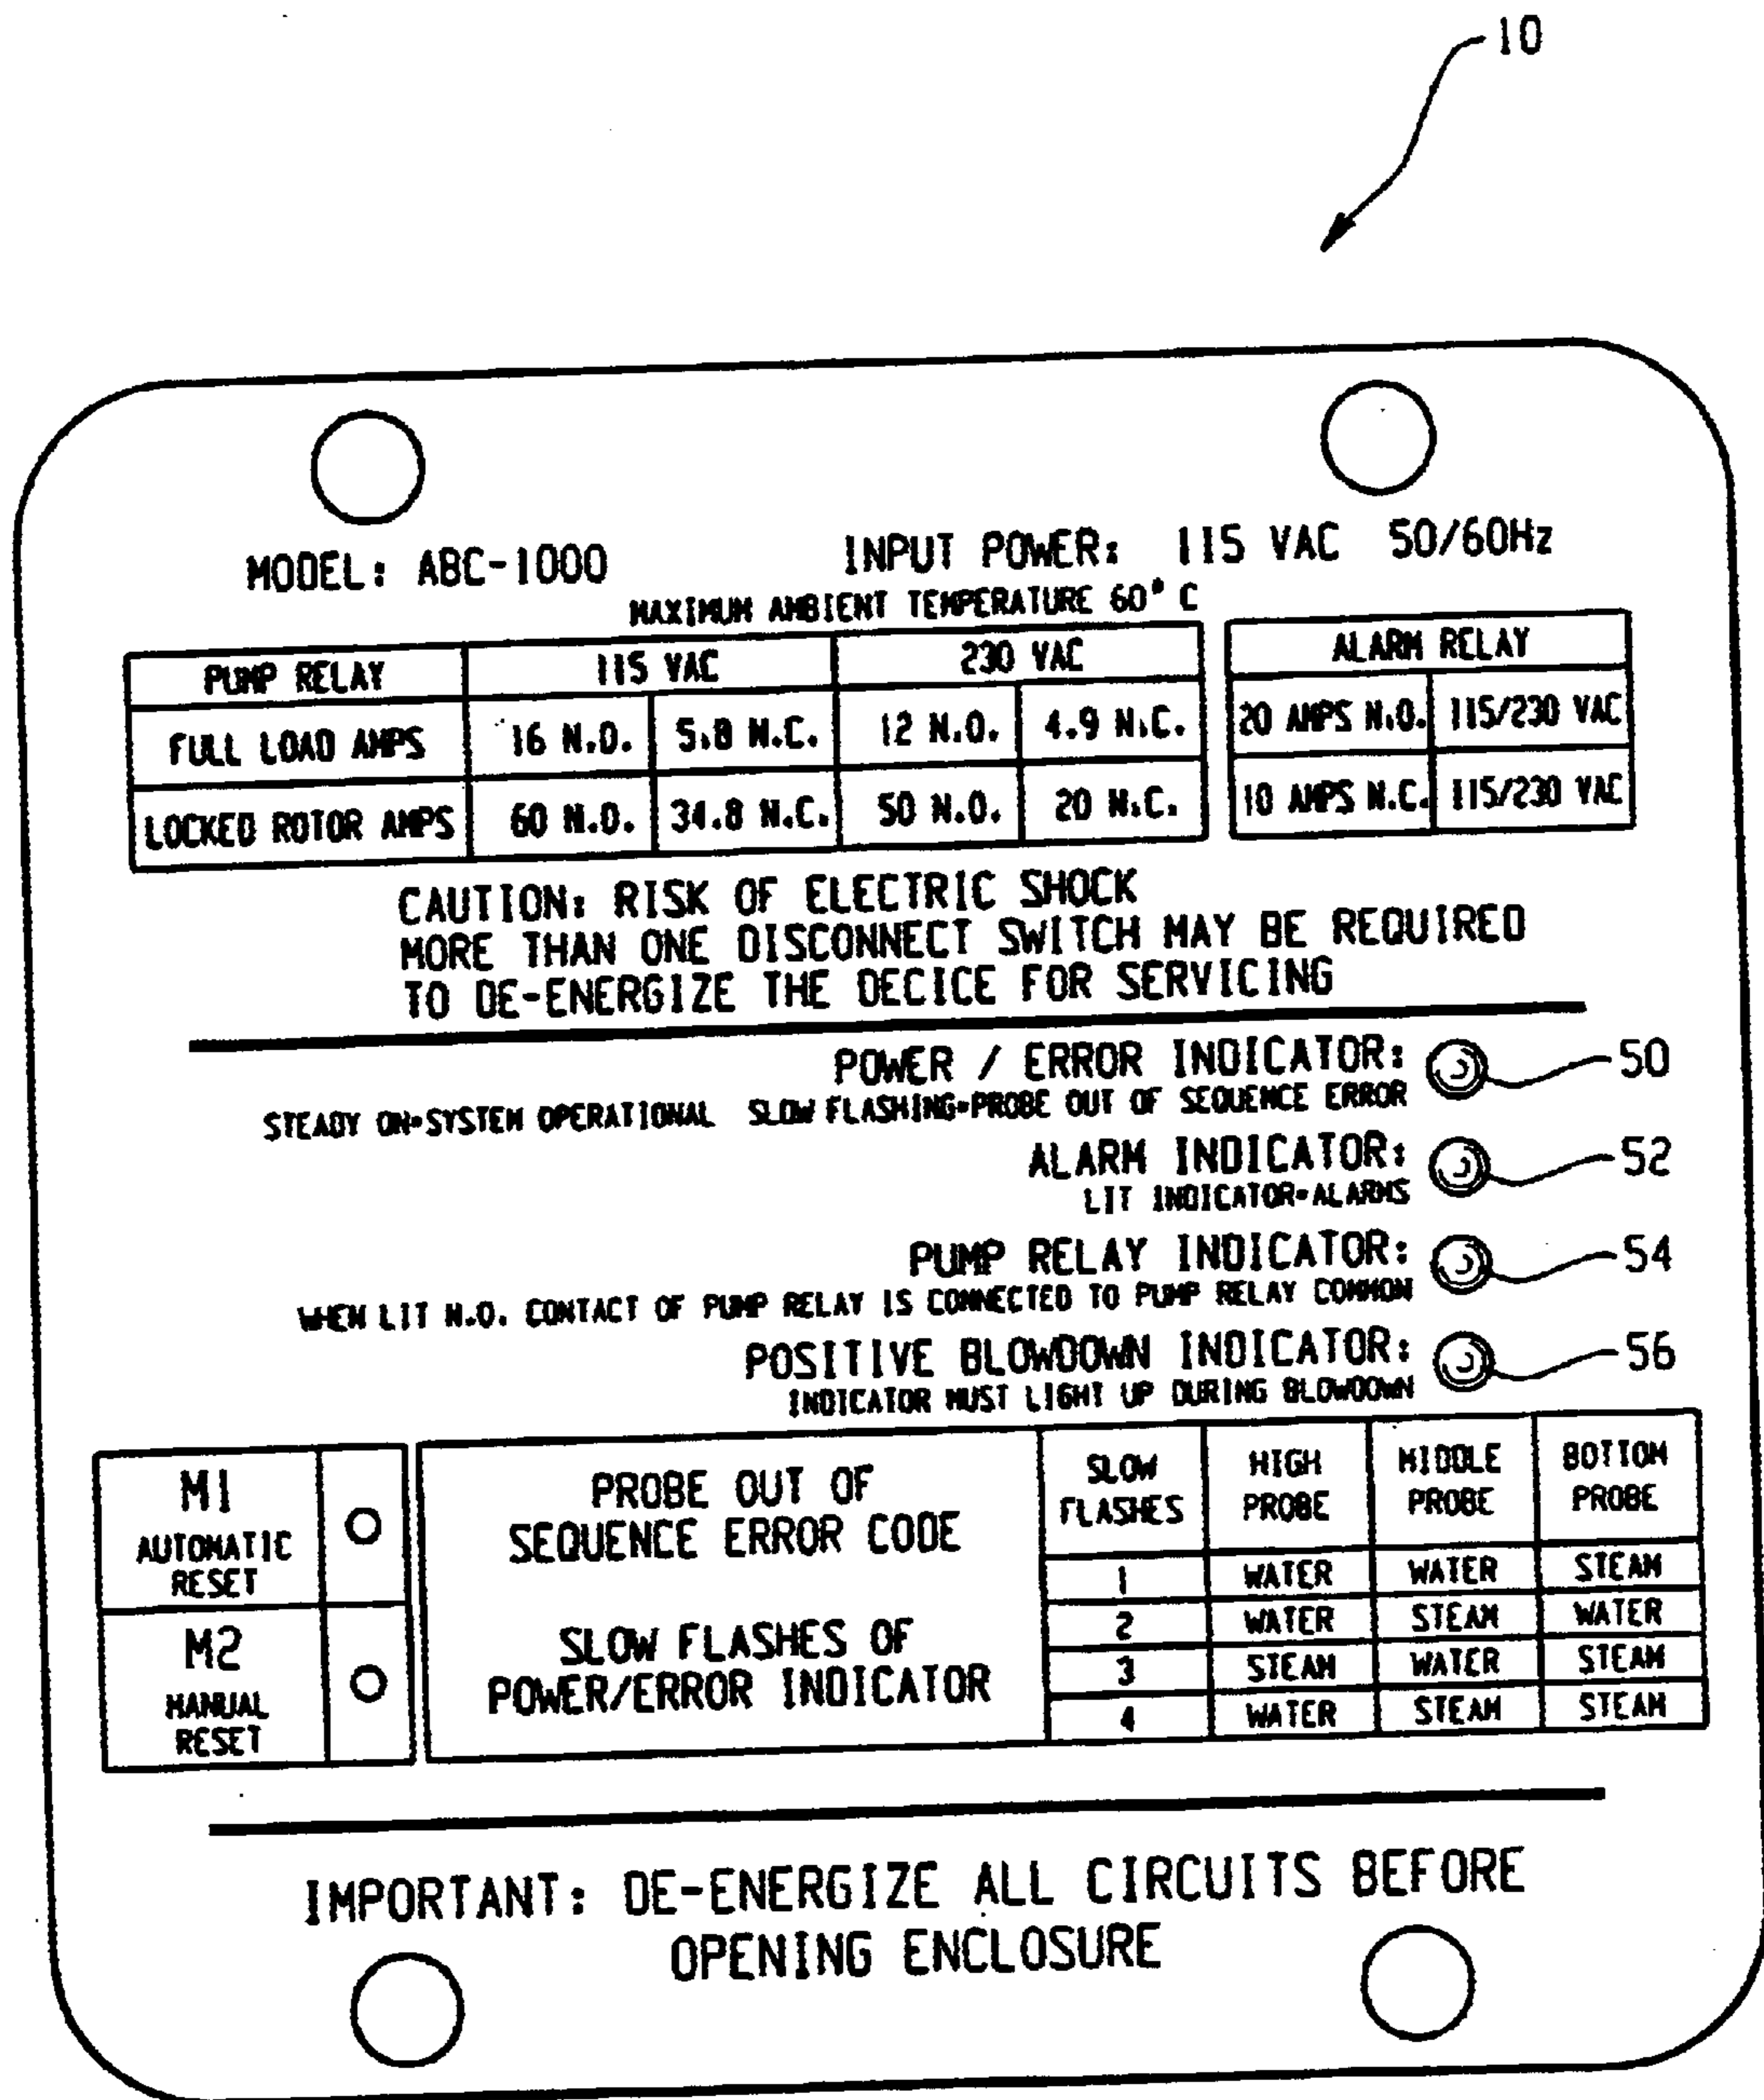 10
MODEL: ABC-1000 INPUT POWER: 115 VAC 50/60Hz
MAXIMUM AMBIENT TEMPERATURE 60° C
PUMP RELAY 115 VAC 230 VAC ALARM RELAY
FULL LOAD AMPS 16 N.O. 5.8 N.C. 12 N.O. 4.9 N.C. 20 AMPS N.O. 115/230 VAC
LOCKED ROTOR AMPS 60 N.O. 34.8 N.C. 50 N.O. 20 N.C. 10 AMPS N.C. 115/230 VAC
CAUTION: RISK OF ELECTRIC SHOCK
MORE THAN ONE DISCONNECT SWITCH MAY BE REQUIRED
TO DE-ENERGIZE THE DECICE FOR SERVICING
POWER / ERROR INDICATOR: 50
STEADY ON=SYSTEM OPERATIONAL SLOW FLASHING=PROBE OUT OF SEQUENCE ERROR
ALARM INDICATOR: 52
LIT INDICATOR=ALARMS
PUMP RELAY INDICATOR: 54
WHEN LIT N.O. CONTACT OF PUMP RELAY IS CONNECTED TO PUMP RELAY COMMON
POSITIVE BLOWDOWN INDICATOR: 56
INDICATOR MUST LIGHT UP DURING BLOWDOWN
M1
AUTOMATIC
RESET
M2
MANUAL
RESET
PROBE OUT OF
SEQUENCE ERROR CODE
SLOW FLASHES OF
POWER/ERROR INDICATOR
SLOW HIGH MIDDLE BOTTOM
FLASHES PROBE PROBE PROBE
1 WATER WATER STEAM
2 WATER STEAM WATER
3 STEAM WATER STEAM
4 WATER STEAM STEAM
IMPORTANT: DE-ENERGIZE ALL CIRCUITS BEFORE
OPENING ENCLOSURE